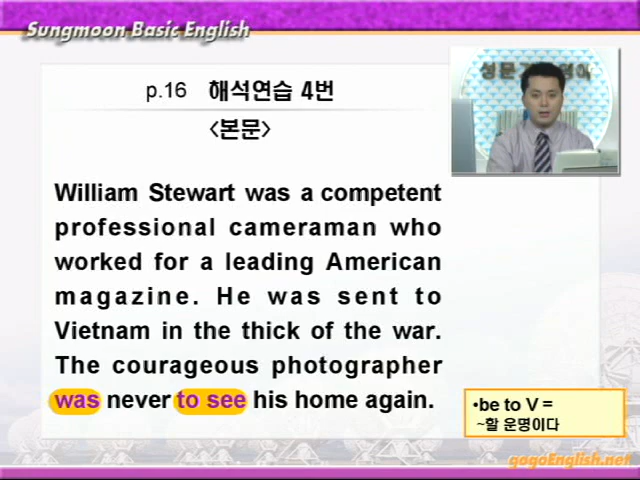 Sungmoon Basic English
p.16 해석연습 4번
<본문>
William Stewart was a competent
professional cameraman who
worked for a leading American
magazine. He was sent to
Vietnam in the thick of the war.
The courageous photographer
was never to see his home again.
•be to V =
~할 운명이다
gogoEnglish.net